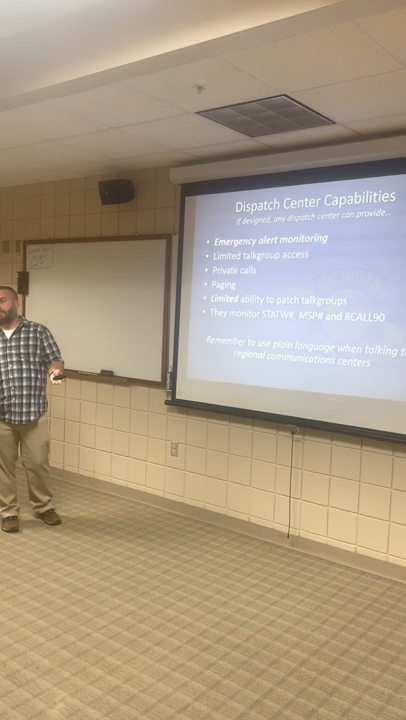 Dispatch Center Capabilities
If designed, any dispatch center can provide...
• Emergency alert monitoring
• Limited talkgroup access
• Private calls
• Paging
• Limited ability to patch talkgroups
• They monitor STATW#, MSP# and 8CALL90
Remember to use plain language when talking to
regional communications centers
MICHIGAN